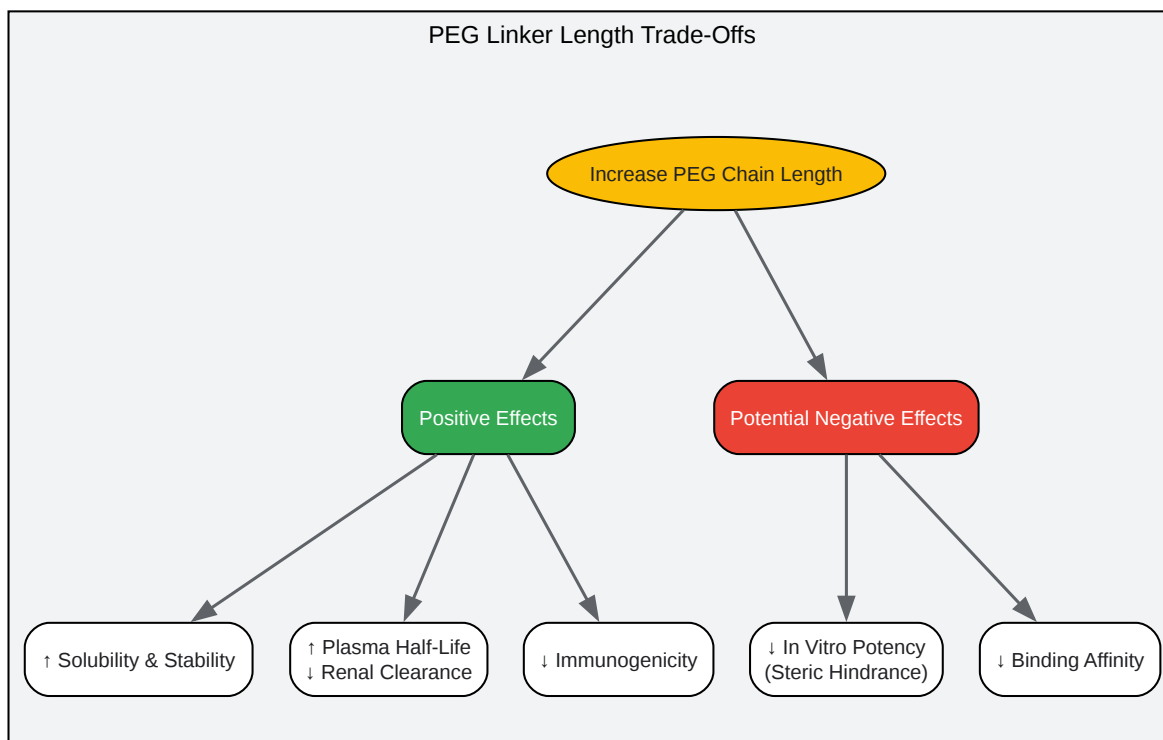 PEG Linker Length Trade-Offs
Increase PEG Chain Length
Positive Effects
Potential Negative Effects
↑ Solubility & Stability
↑ Plasma Half-Life
↓ Renal Clearance
↓ Immunogenicity
↓ In Vitro Potency
(Steric Hindrance)
↓ Binding Affinity